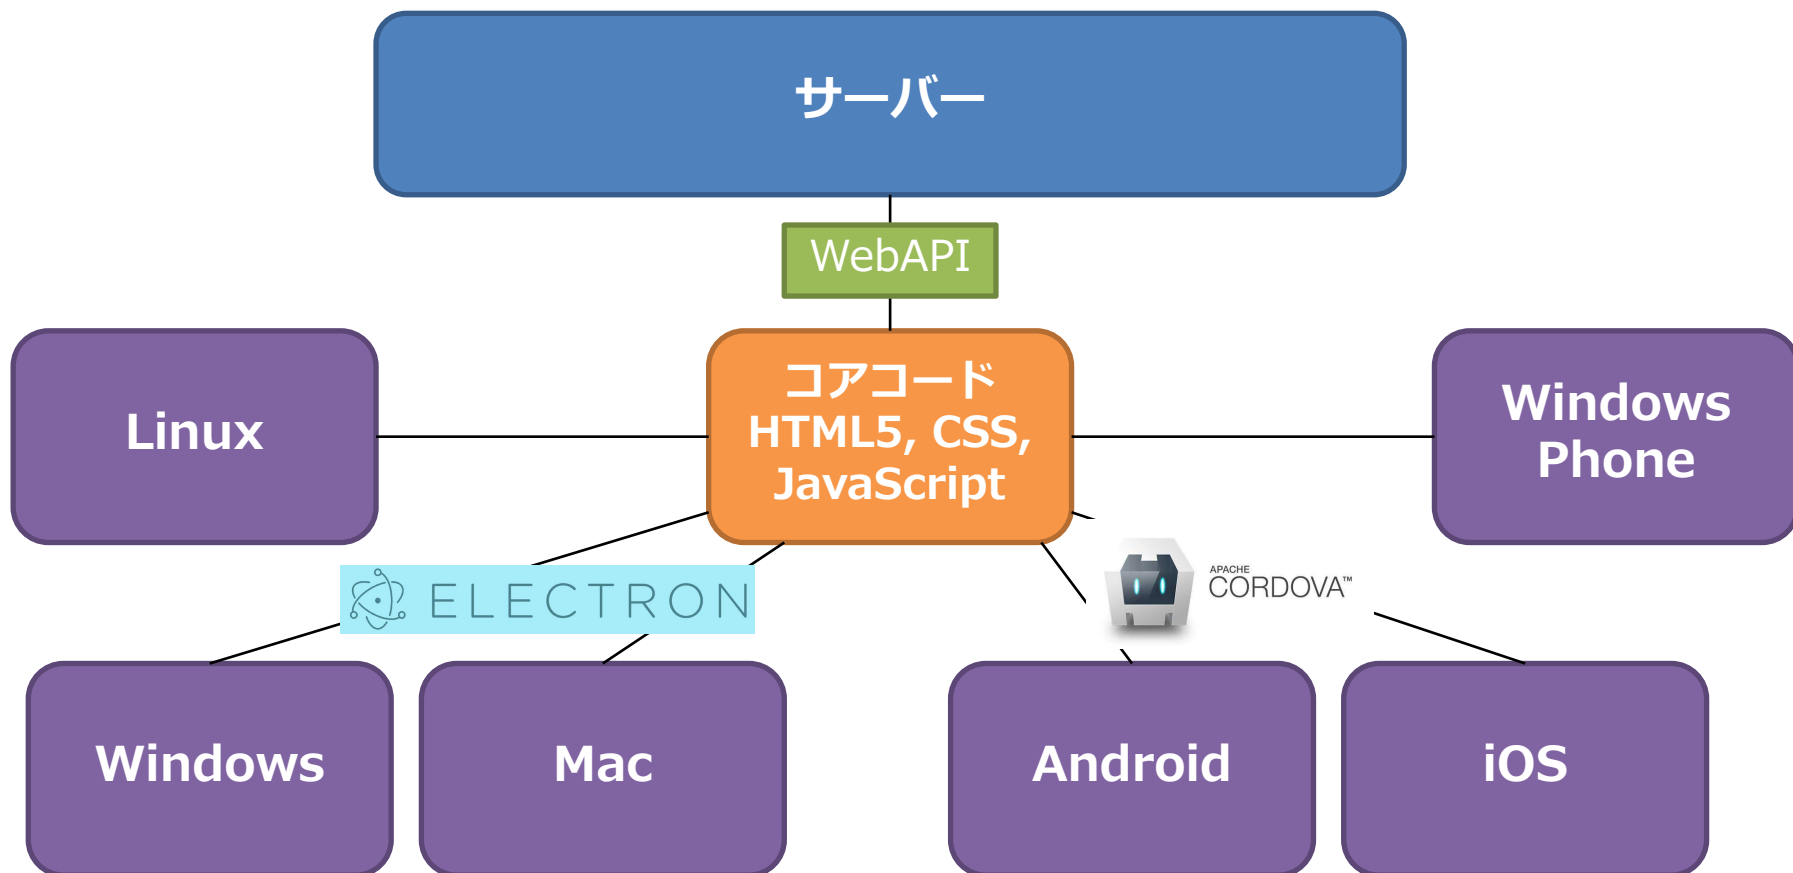 サーバー
WebAPI
Linux
コアコード
HTML5, CSS,
JavaScript
Windows
Phone
ELECTRON
APACHE
CORDOVA™
Windows
Mac
Android
iOS